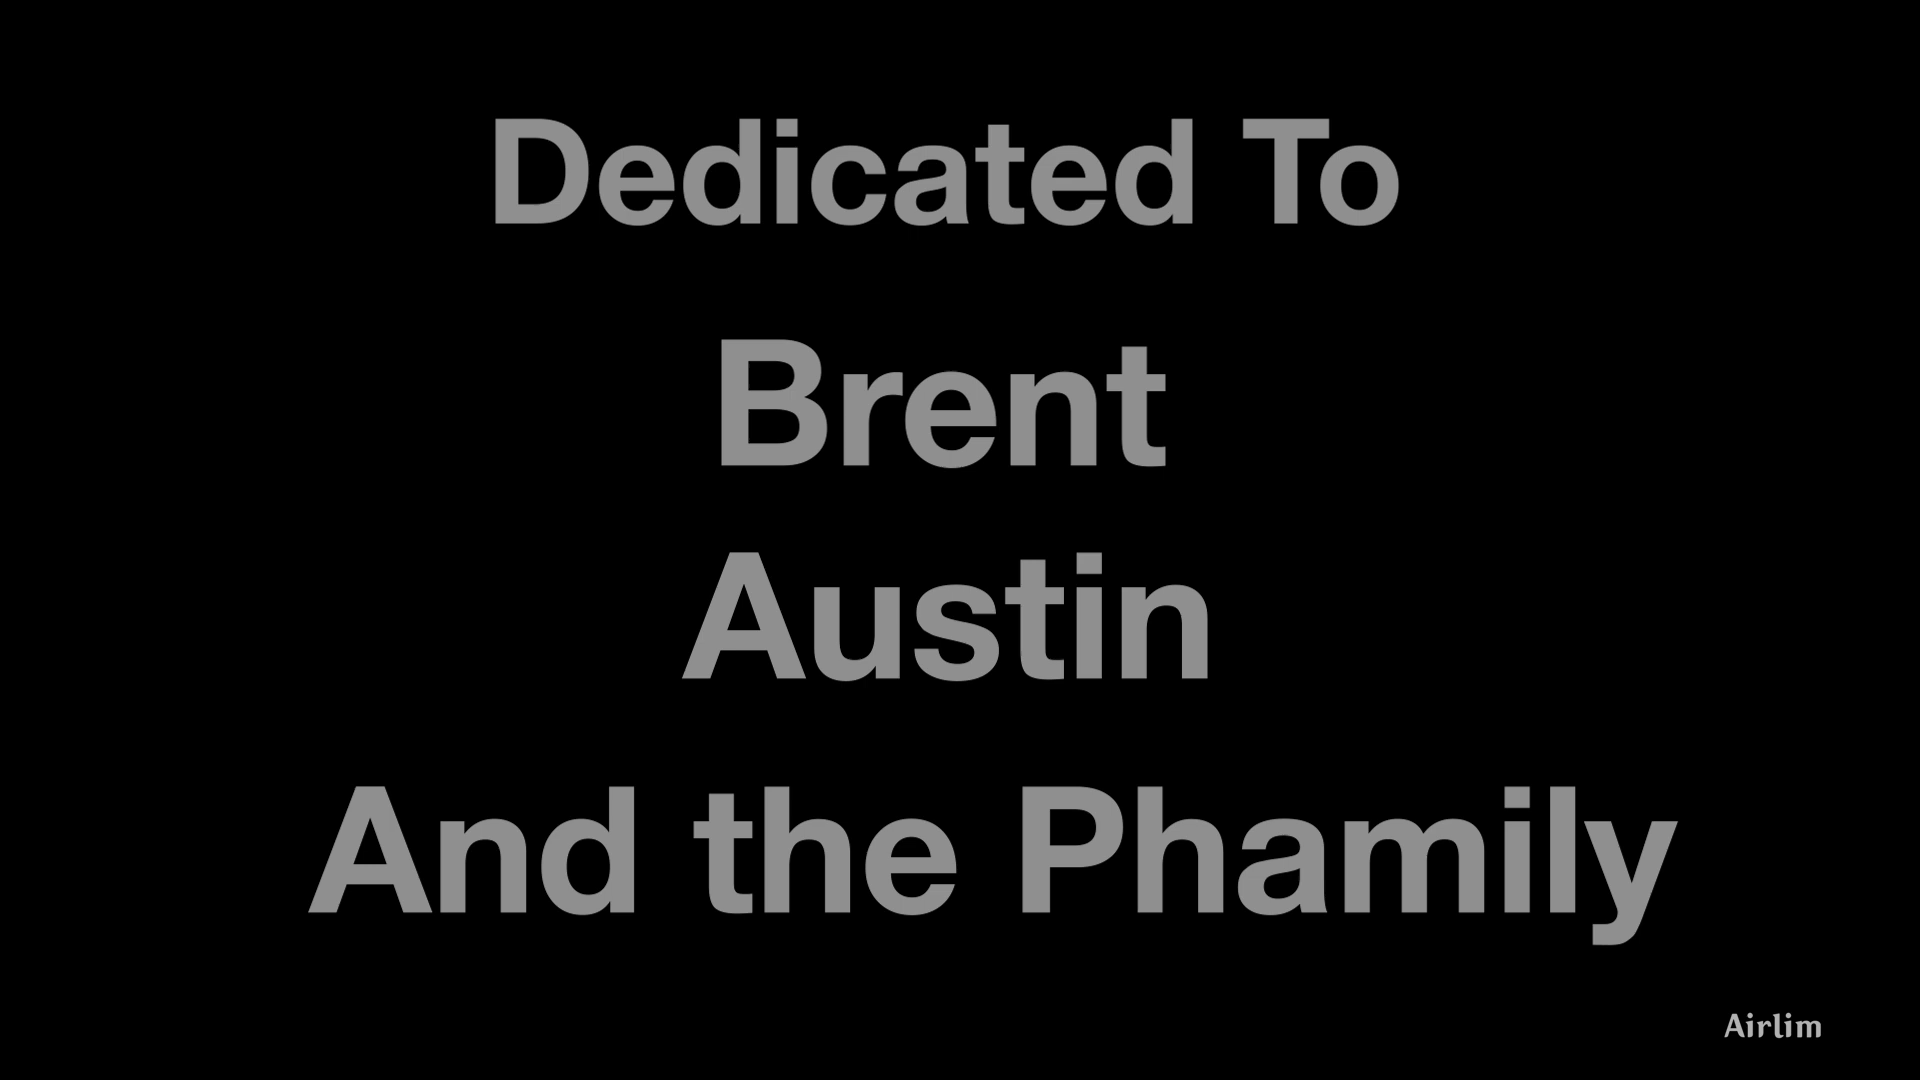 Dedicated To
Brent
Austin
And the Phamily
Airlim